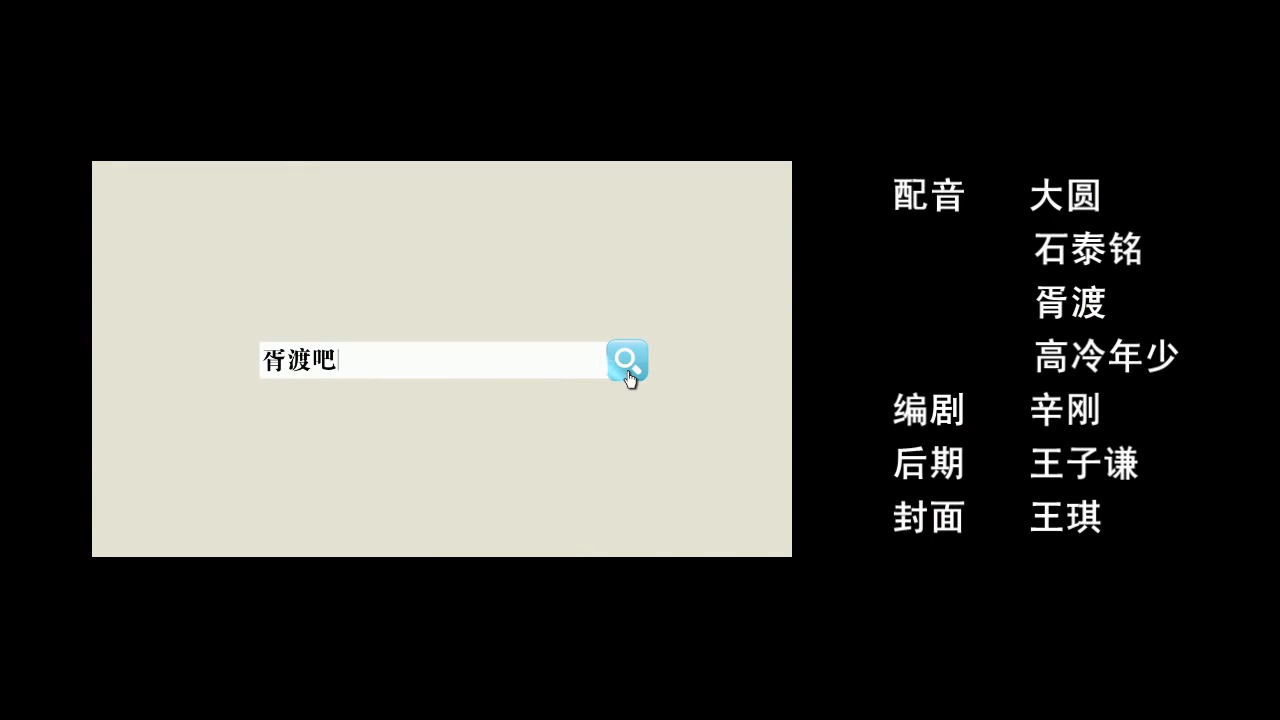 胥渡吧
配音 大圆
石泰铭
胥渡
高冷年少
编剧 辛刚
后期 王子谦
封面 王琪